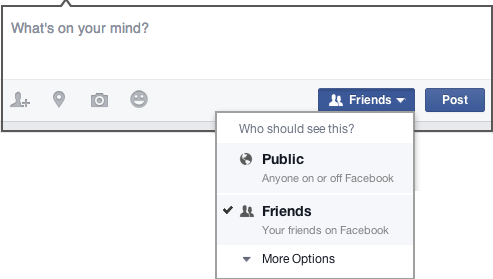 What's on your mind?
Friends Post
Who should see this?
Public
Anyone on or off Facebook
Friends
Your friends on Facebook
More Options